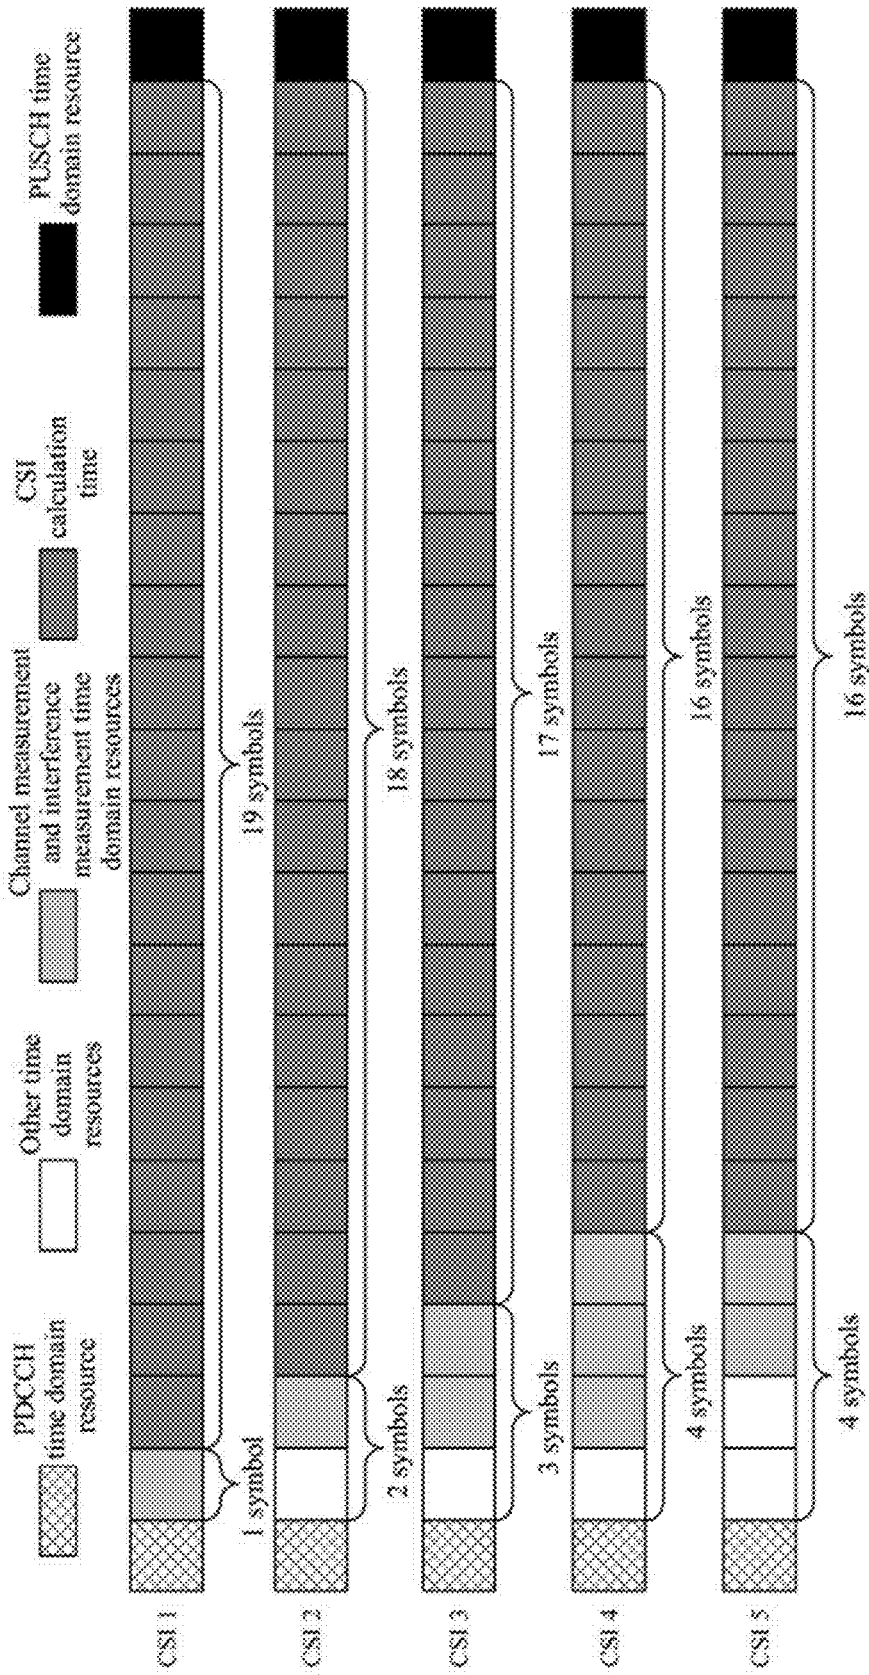 PDCCH
time domain
resource
Other time
domain
resources
Channel measurement
and interference
measurement time
domain resources
CSI
calculation
time
PUSCH time
domain resource
CSI 1
1 symbol
19 symbols
CSI 2
2 symbols
18 symbols
CSI 3
3 symbols
17 symbols
CSI 4
4 symbols
16 symbols
CSI 5
4 symbols
16 symbols